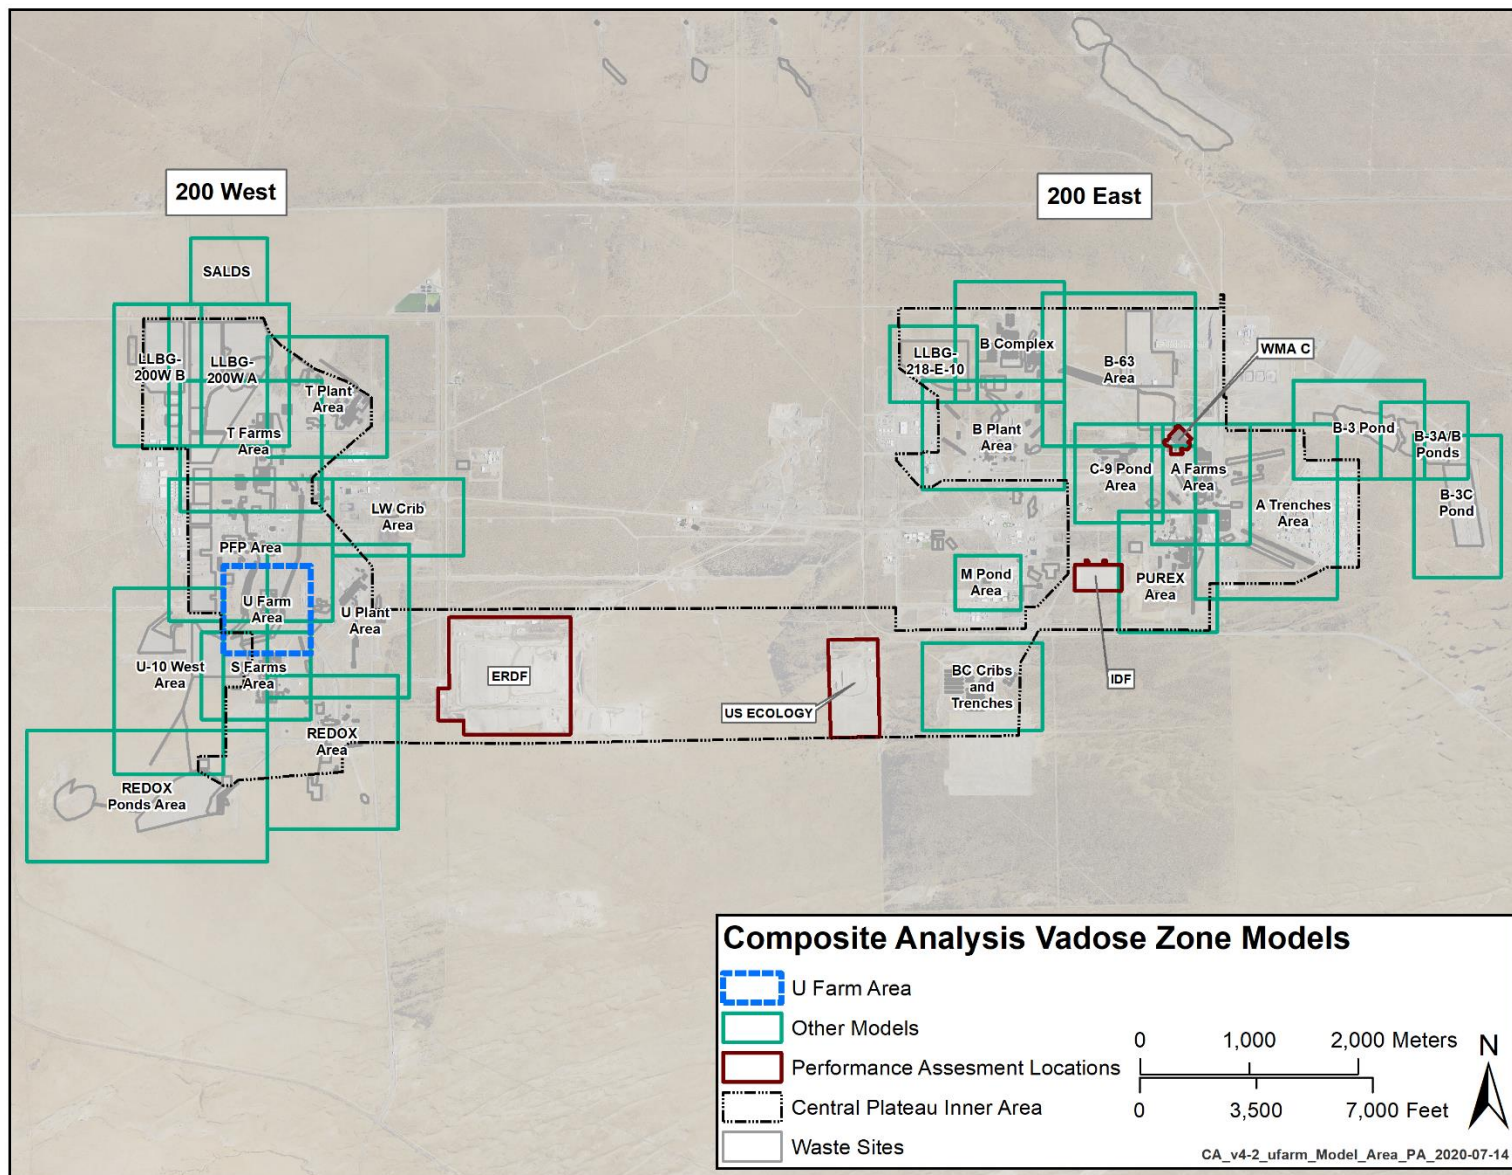 200 West
200 East
SALDS
LLBG-
200W B
LLBG-
200W A
T Plant
Area
T Farms
Area
LW Crib
Area
PFP Area
U Farm
Area
U Plant
Area
U-10 West
Area
S Farms
Area
REDOX
Area
REDOX
Ponds Area
ERDF
US ECOLOGY
B Complex
LLBG-
218-E-10
B-63
Area
WMA C
B Plant
Area
C-9 Pond
Area
A Farms
Area
B-3 Pond
B-3A/B
Ponds
B-3C
Pond
A Trenches
Area
M Pond
Area
PUREX
Area
IDF
BC Cribs
and
Trenches
Composite Analysis Vadose Zone Models
U Farm Area
Other Models
Performance Assesment Locations
Central Plateau Inner Area
Waste Sites
0 1,000 2,000 Meters
0 3,500 7,000 Feet
N
CA_v4-2_ufarm_Model_Area_PA_2020-07-14